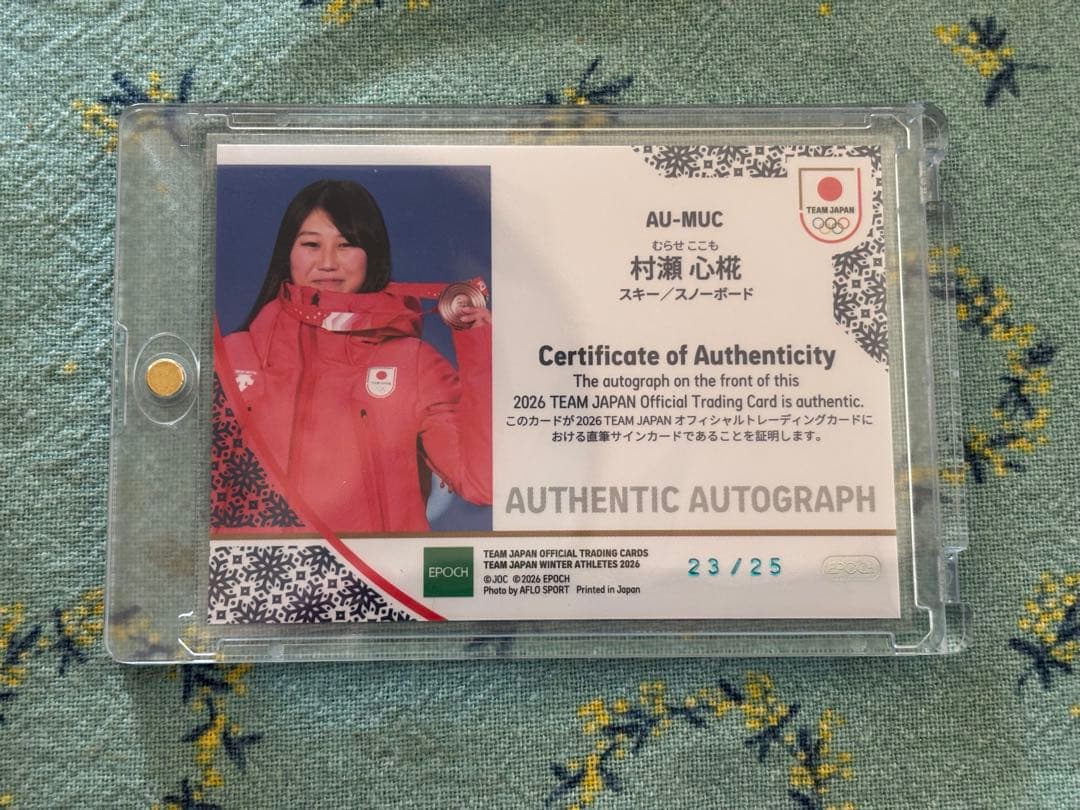 AU-MUC
TEAM JAPAN
むらせ ここも
村瀬 心椛
スキー／スノーボード
Certificate of Authenticity
The autograph on the front of this
2026 TEAM JAPAN Official Trading Card is authentic.
このカードが2026 TEAM JAPAN オフィシャルトレーディングカードに
おける直筆サインカードであることを証明します。
AUTHENTIC AUTOGRAPH
EPOCH
TEAM JAPAN OFFICIAL TRADING CARDS
TEAM JAPAN WINTER ATHLETES 2026
©JOC ©2026 EPOCH
Photo by AFLO SPORT Printed in Japan
23/25
EPOCH